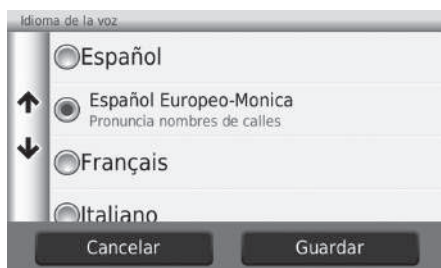 Idioma de la voz
Español
Español Europeo-Monica
Pronuncia nombres de calles
Français
Italiano
Cancelar
Guardar